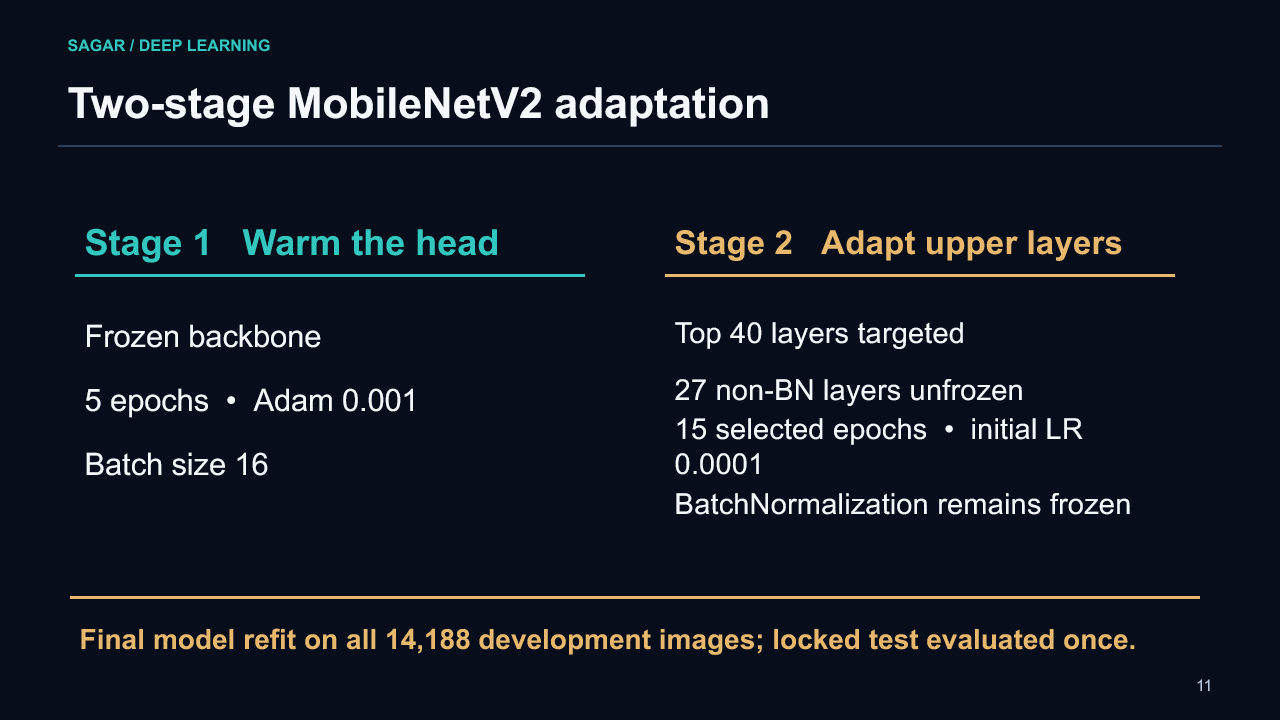 SAGAR / DEEP LEARNING
Two-stage MobileNetV2 adaptation
Stage 1   Warm the head
Frozen backbone
5 epochs • Adam 0.001
Batch size 16
Stage 2   Adapt upper layers
Top 40 layers targeted
27 non-BN layers unfrozen
15 selected epochs • initial LR
0.0001
BatchNormalization remains frozen
Final model refit on all 14,188 development images; locked test evaluated once.
11